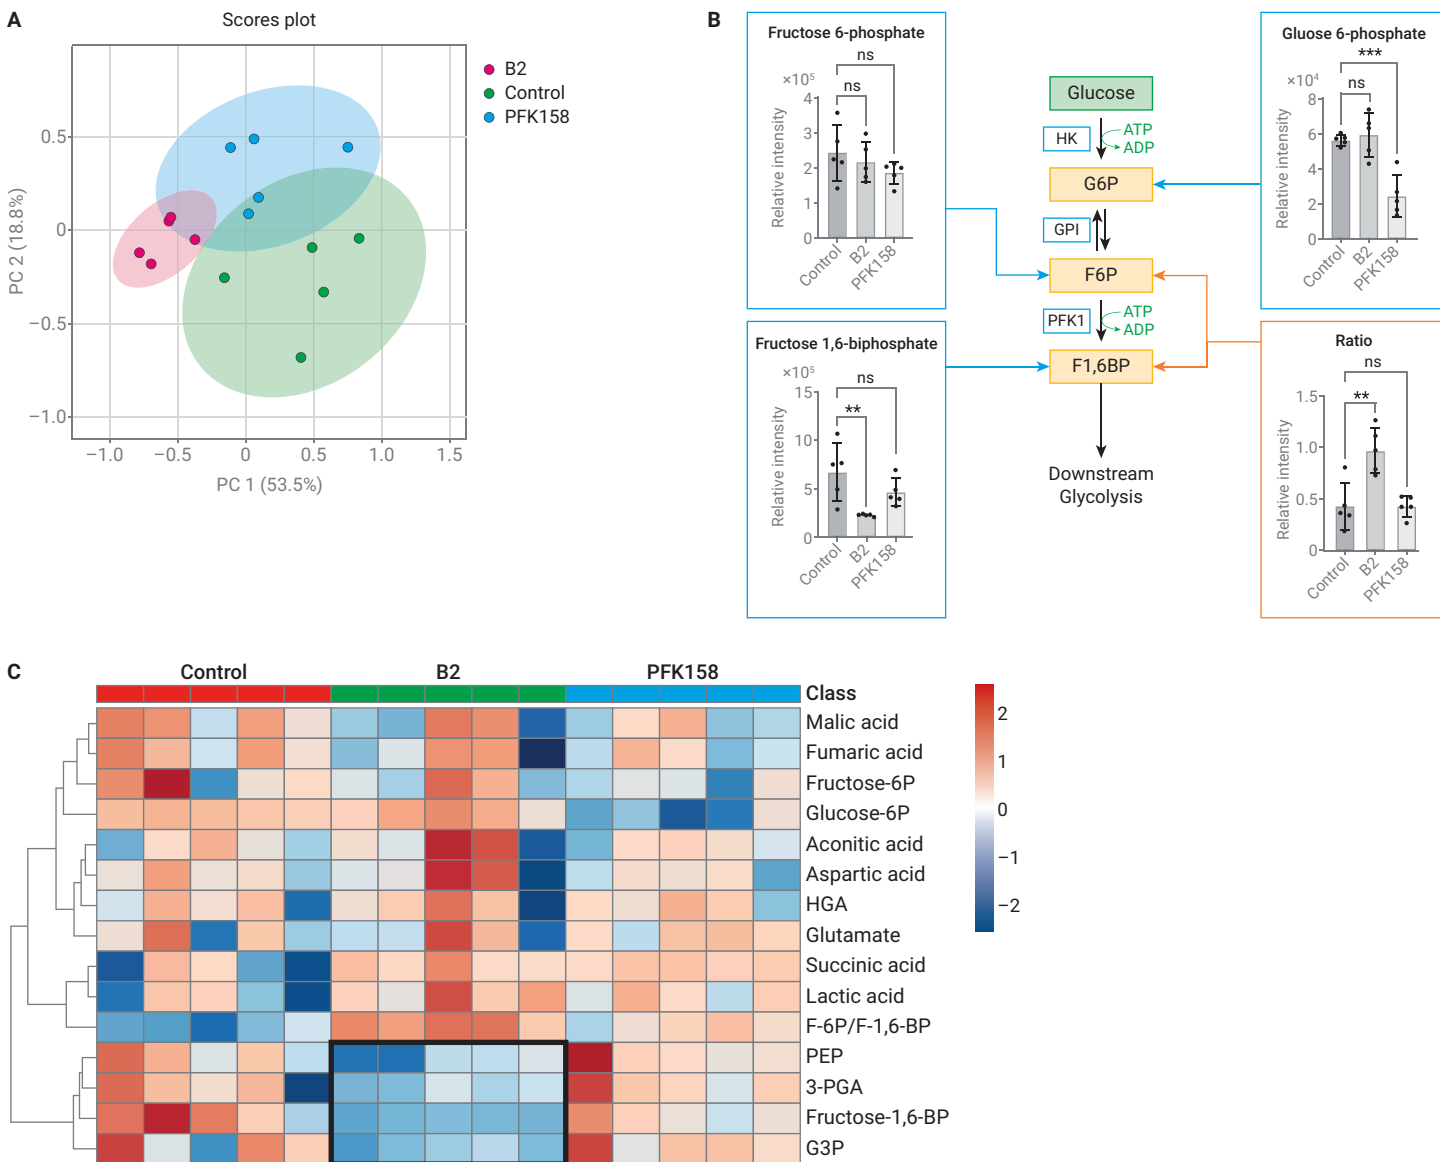 A
Scores plot
B2
Control
PFK158
0.5
0
−0.5
−1.0
PC 2 (18.8%)
−1.0
−0.5
0
0.5
1.0
1.5
PC 1 (53.5%)
B
Fructose 6-phosphate
ns
ns
×10⁵
4
3
2
1
0
Relative intensity
Control
B2
PFK158
Fructose 1,6-biphosphate
×10⁵
ns
**
15
10
5
0
Relative intensity
Control
B2
PFK158
Glucose
HK
ATP
ADP
G6P
GPI
F6P
PFK1
ATP
ADP
F1,6BP
Downstream
Glycolysis
Gluose 6-phosphate
***
ns
×10⁴
8
6
4
2
0
Relative intensity
Control
B2
PFK158
Ratio
ns
**
1.5
1.0
0.5
0
Relative intensity
Control
B2
PFK158
C
Control
B2
PFK158
Class
Malic acid
Fumaric acid
Fructose-6P
Glucose-6P
Aconitic acid
Aspartic acid
HGA
Glutamate
Succinic acid
Lactic acid
F-6P/F-1,6-BP
PEP
3-PGA
Fructose-1,6-BP
G3P
2
1
0
−1
−2